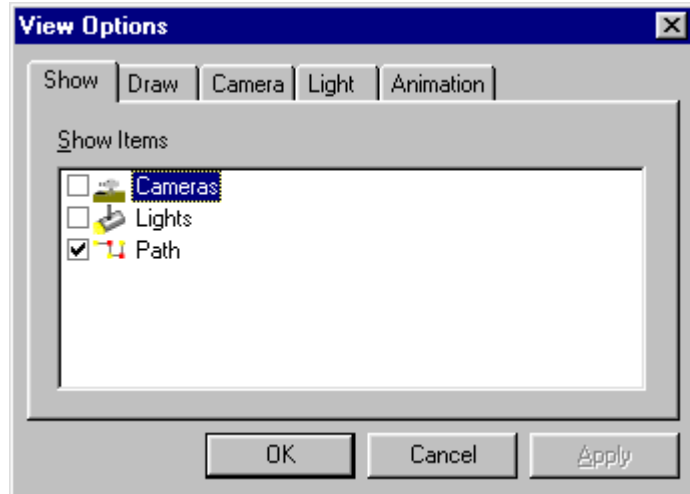 View Options
Show Draw Camera Light Animation
Show Items
Cameras
Lights
Path
OK Cancel Apply